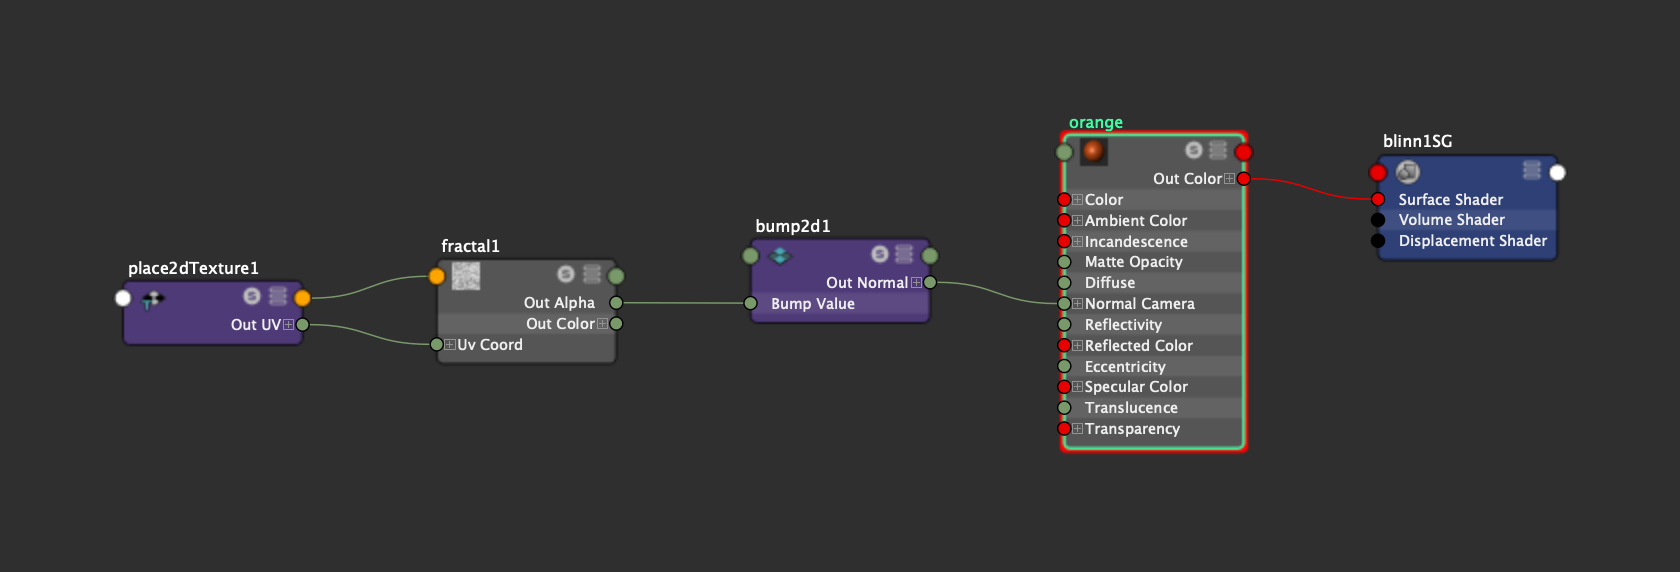 place2dTexture1
Out UV
fractal1
Out Alpha
Out Color
Uv Coord
bump2d1
Out Normal
Bump Value
orange
Out Color
Color
Ambient Color
Incandescence
Matte Opacity
Diffuse
Normal Camera
Reflectivity
Reflected Color
Eccentricity
Specular Color
Translucence
Transparency
blinn1SG
Surface Shader
Volume Shader
Displacement Shader